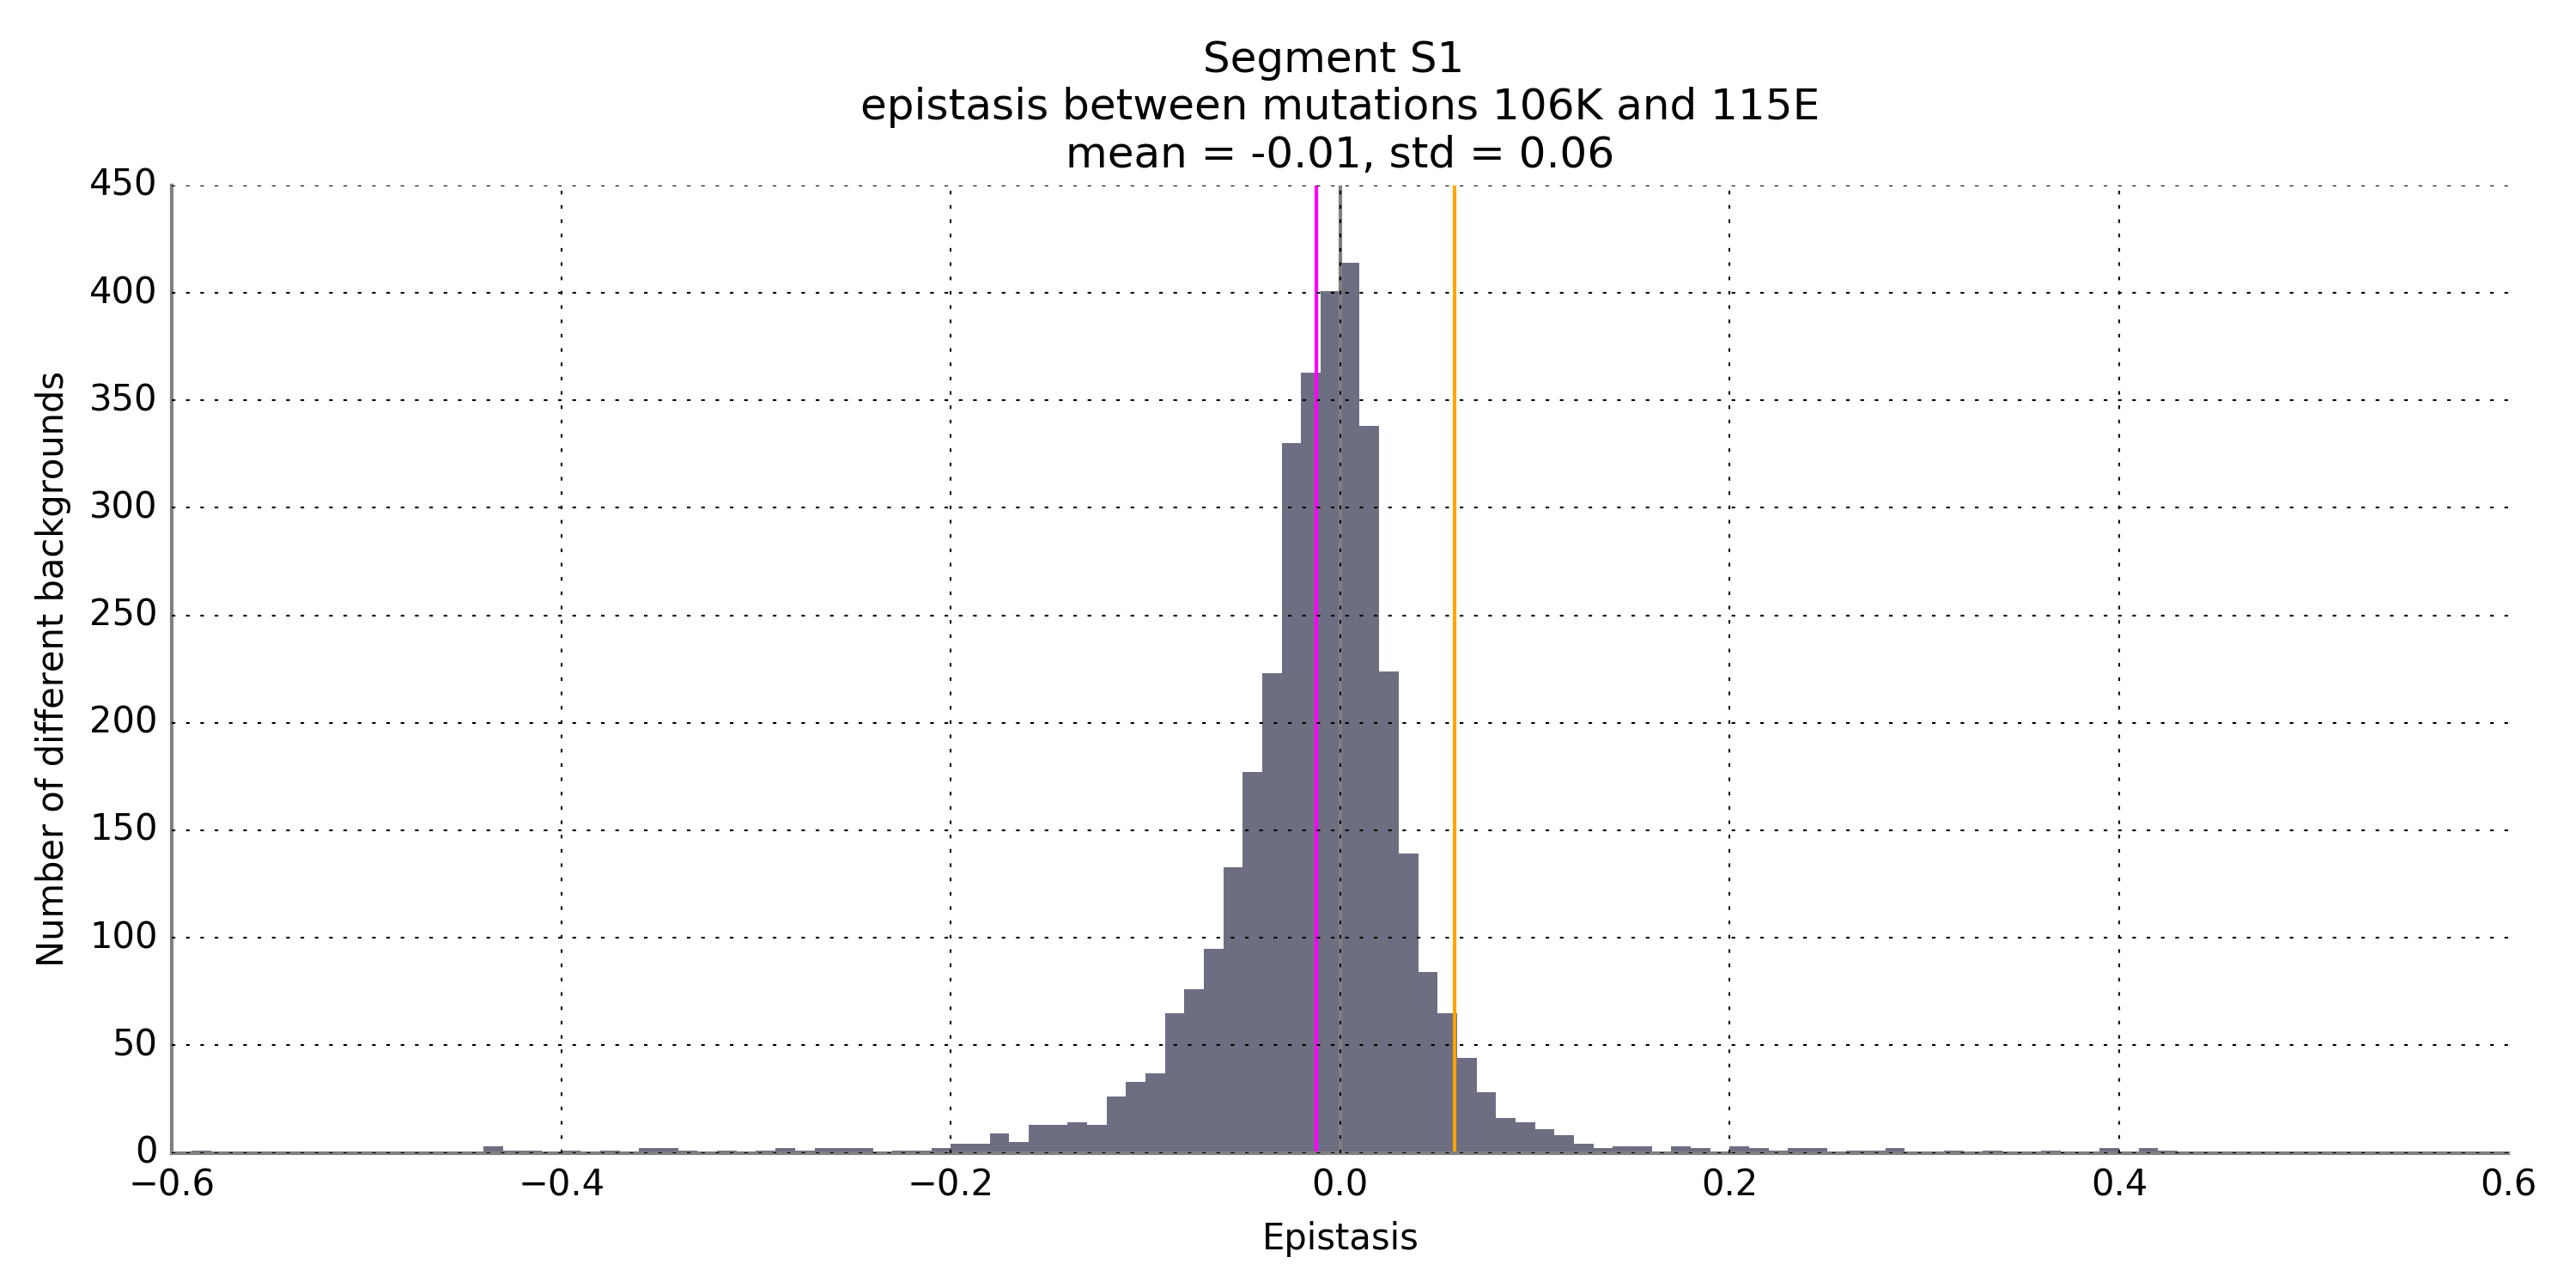 Segment S1
epistasis between mutations 106K and 115E
mean = -0.01, std = 0.06
450
400
350
300
250
200
150
100
50
0
Number of different backgrounds
−0.6 −0.4 −0.2 0.0 0.2 0.4 0.6
Epistasis